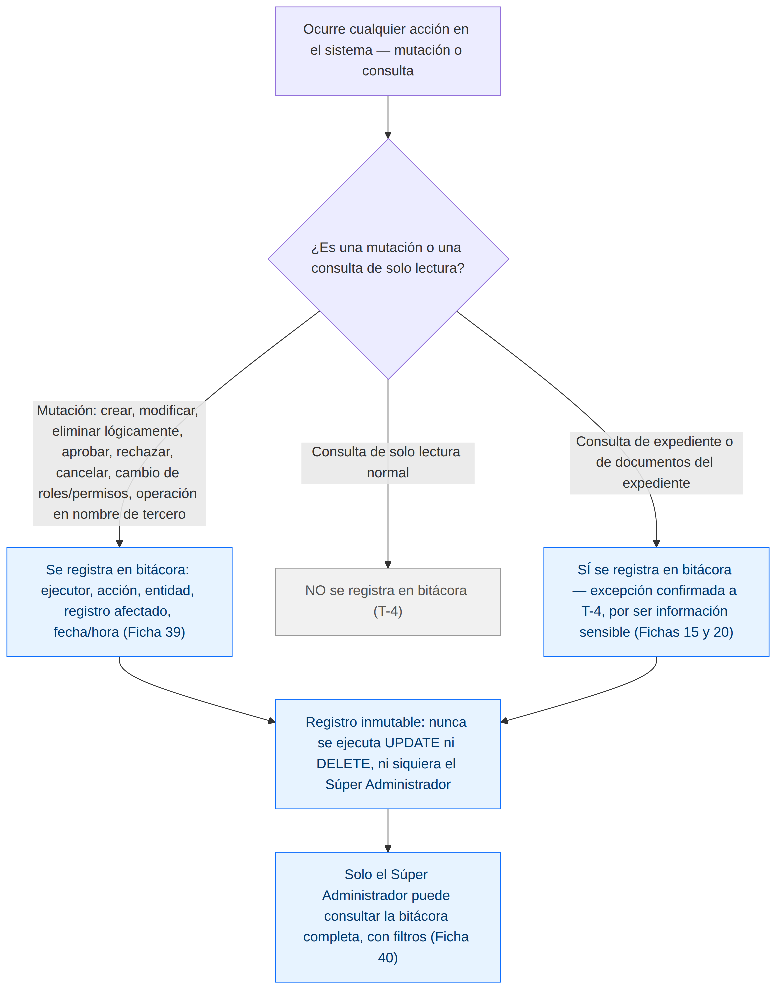 Ocurre cualquier acción en
el sistema — mutación o
consulta
¿Es una mutación o una
consulta de solo lectura?
Mutación: crear, modificar,
eliminar lógicamente,
aprobar, rechazar,
cancelar, cambio de
roles/permisos, operación
en nombre de tercero
Consulta de solo lectura
normal
Consulta de expediente o
de documentos del
expediente
Se registra en bitácora:
ejecutor, acción, entidad,
registro afectado,
fecha/hora (Ficha 39)
NO se registra en bitácora
(T-4)
SÍ se registra en bitácora
— excepción confirmada a
T-4, por ser información
sensible (Fichas 15 y 20)
Registro inmutable: nunca
se ejecuta UPDATE ni
DELETE, ni siquiera el
Súper Administrador
Solo el Súper
Administrador puede
consultar la bitácora
completa, con filtros (Ficha
40)